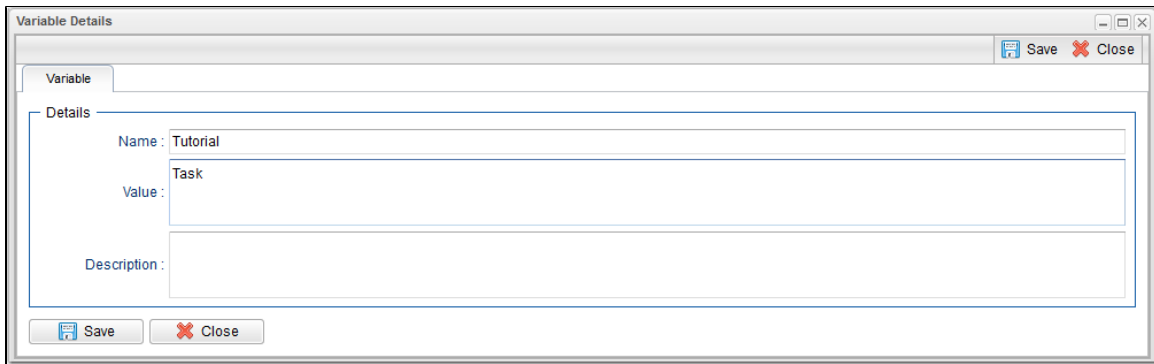 Variable Details
Save Close
Variable
Details
Name : Tutorial
Value : Task
Description :
Save Close